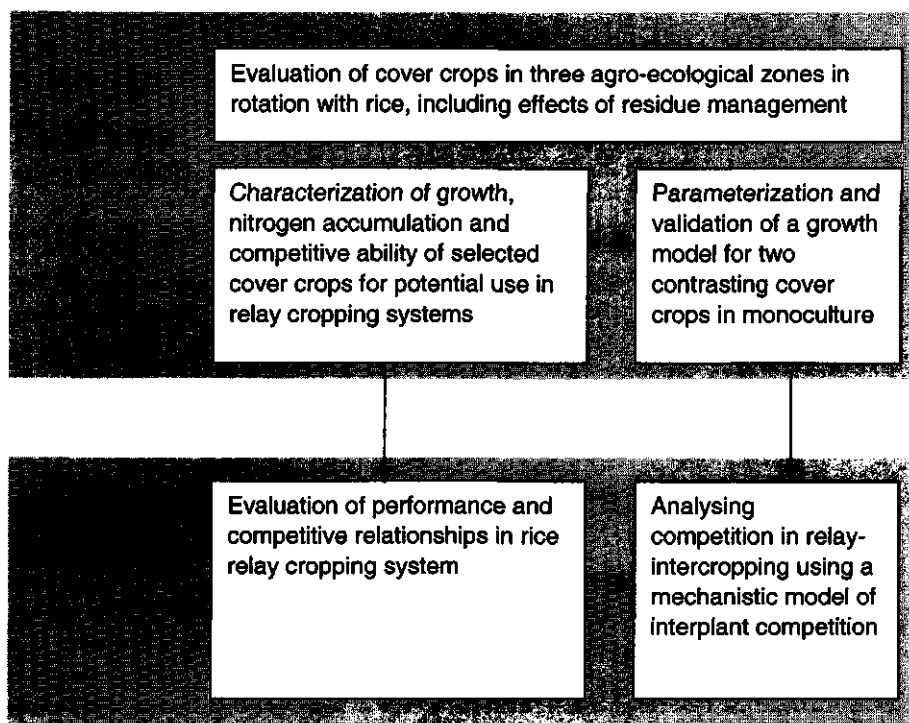 Evaluation of cover crops in three agro-ecological zones in
rotation with rice, including effects of residue management
Characterization of growth,
nitrogen accumulation and
competitive ability of selected
cover crops for potential use in
relay cropping systems
Parameterization and
validation of a growth
model for two
contrasting cover
crops in monoculture
Evaluation of performance and
competitive relationships in rice
relay cropping system
Analysing
competition in relay-
intercropping using a
mechanistic model of
interplant competition